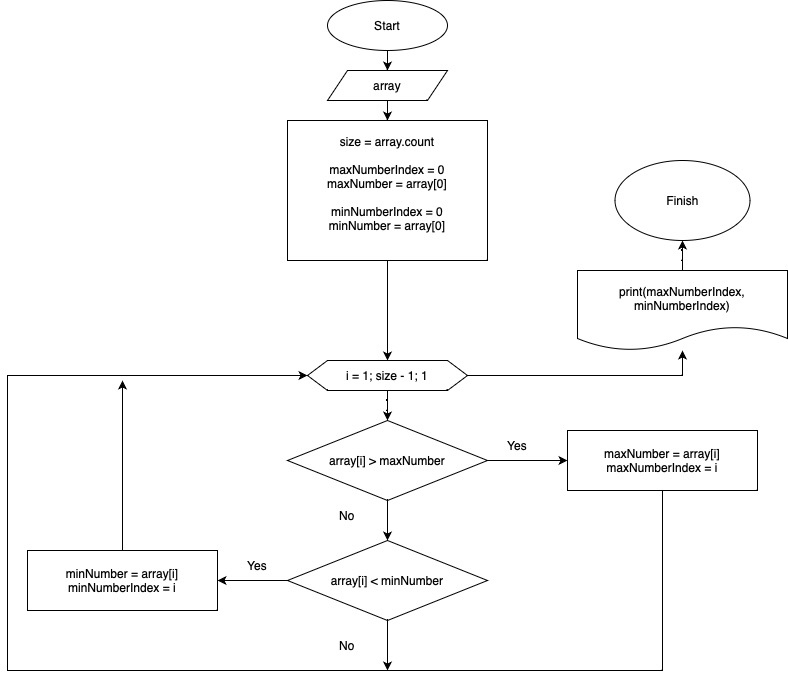 Start
array
size = array.count
maxNumberIndex = 0
maxNumber = array[0]
minNumberIndex = 0
minNumber = array[0]
Finish
print(maxNumberIndex,
minNumberIndex)
i = 1; size - 1; 1
array[i] > maxNumber
Yes
maxNumber = array[i]
maxNumberIndex = i
No
array[i] < minNumber
Yes
minNumber = array[i]
minNumberIndex = i
No